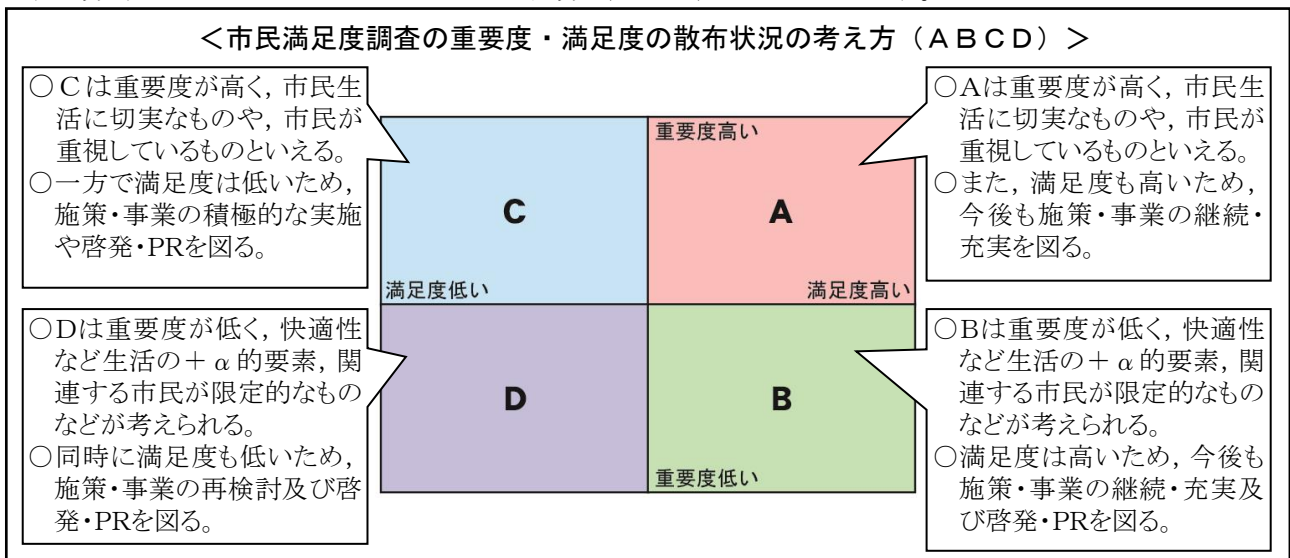 <市民満足度調査の重要度・満足度の散布状況の考え方(ABCD)>
○Cは重要度が高く,市民生
活に切実なものや,市民が
重視しているものといえる。
○一方で満足度は低いため,
施策・事業の積極的な実施
や啓発・PRを図る。
重要度高い
C
A
満足度低い
満足度高い
○Aは重要度が高く,市民生
活に切実なものや,市民が
重視しているものといえる。
○また,満足度も高いため,
今後も施策・事業の継続・
充実を図る。
○Dは重要度が低く,快適性
など生活の+α的要素,関
連する市民が限定的なもの
などが考えられる。
○同時に満足度も低いため,
施策・事業の再検討及び啓
発・PRを図る。
D
B
重要度低い
○Bは重要度が低く,快適性
など生活の+α的要素,関
連する市民が限定的なもの
などが考えられる。
○満足度は高いため,今後も
施策・事業の継続・充実及
び啓発・PRを図る。